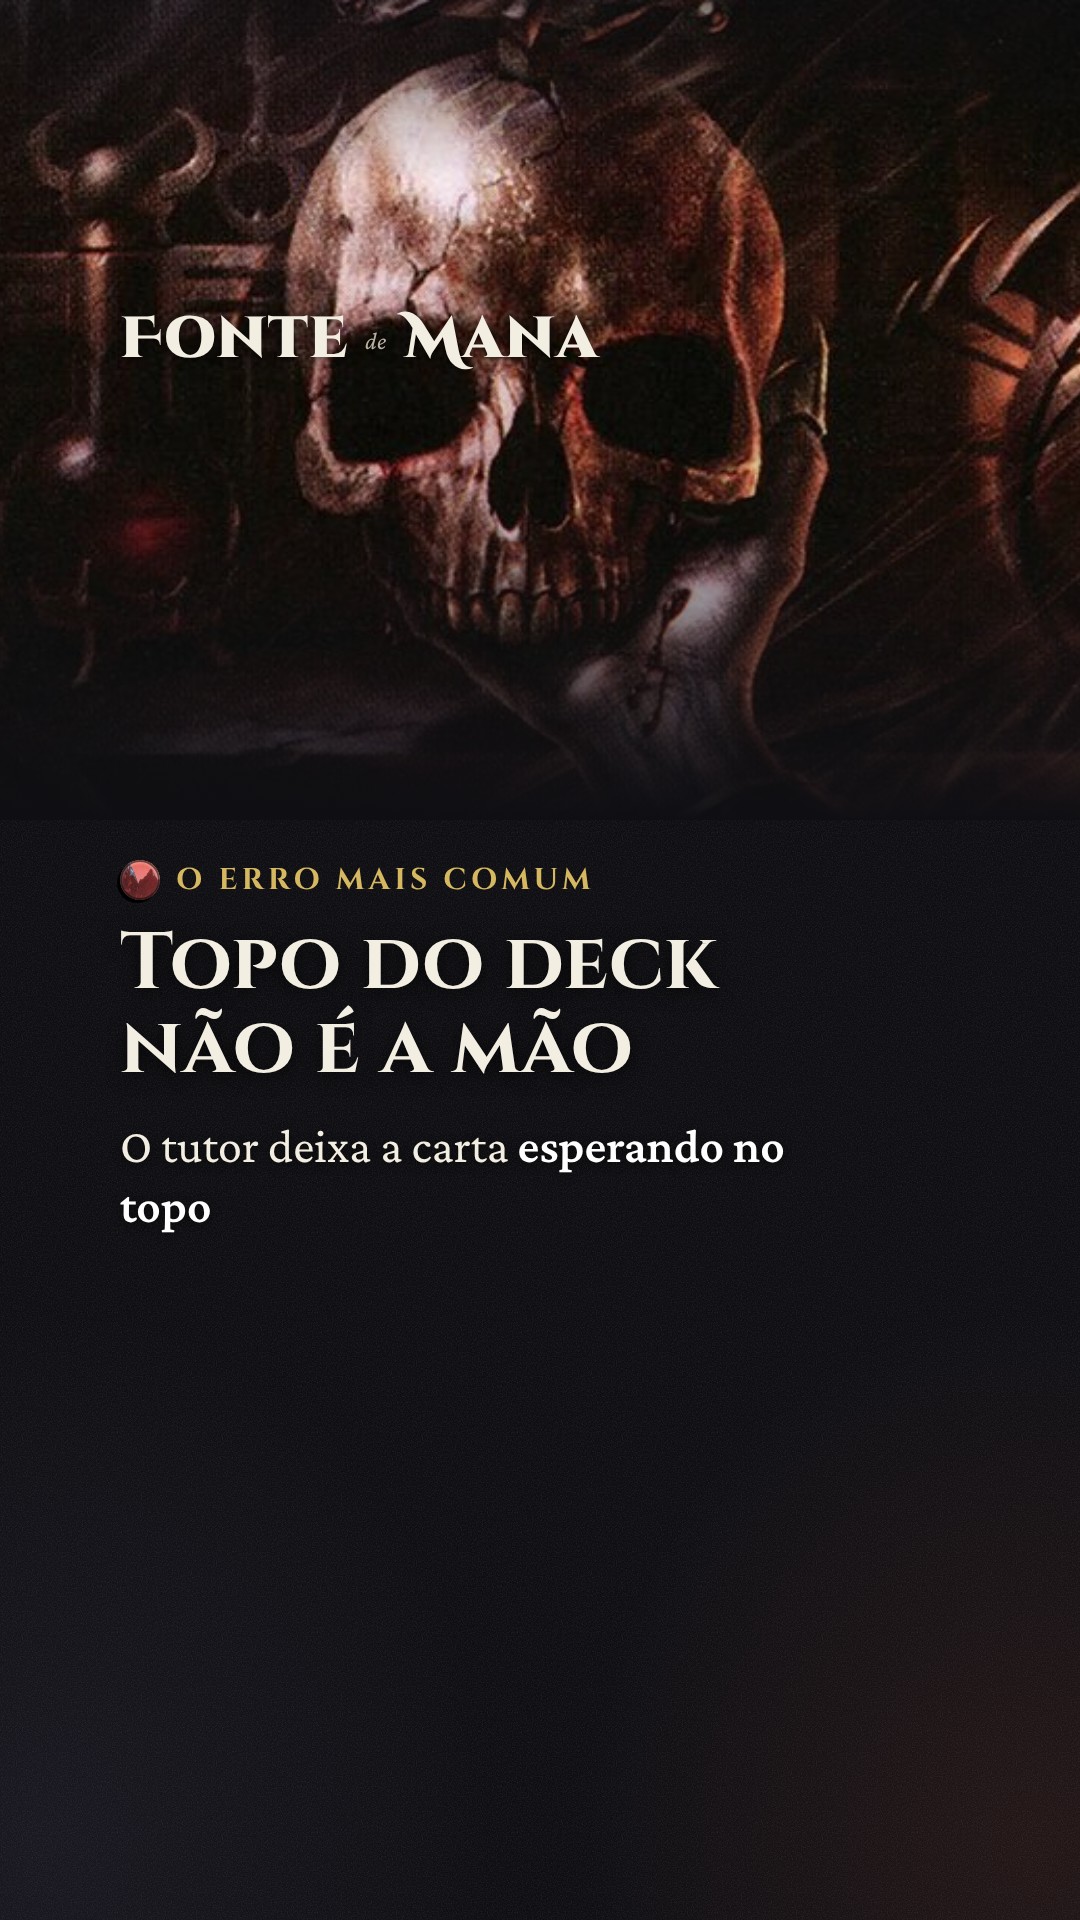 Fonte de Mana
O ERRO MAIS COMUM
Topo do deck
não é a mão
O tutor deixa a carta esperando no
topo